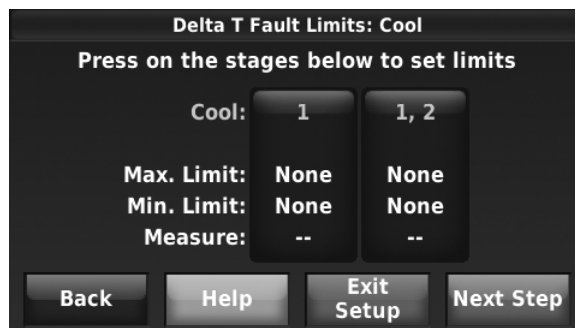 Delta T Fault Limits: Cool
Press on the stages below to set limits
Cool: 1 1, 2
Max. Limit: None None
Min. Limit: None None
Measure: -- --
Back Help Exit Setup Next Step